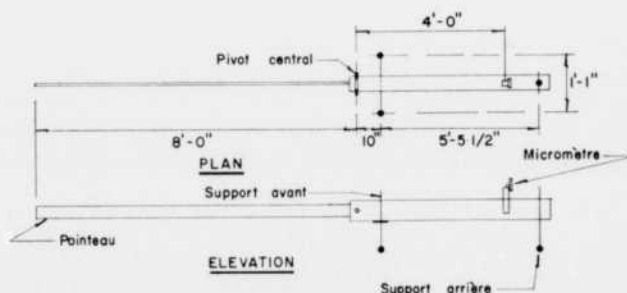 4'-0"
Pivot central
1'-1"
8'-0"
10"
5'-5 1/2"
PLAN
Micromètre
Support avant
Pointeau
ELEVATION
Support arrière